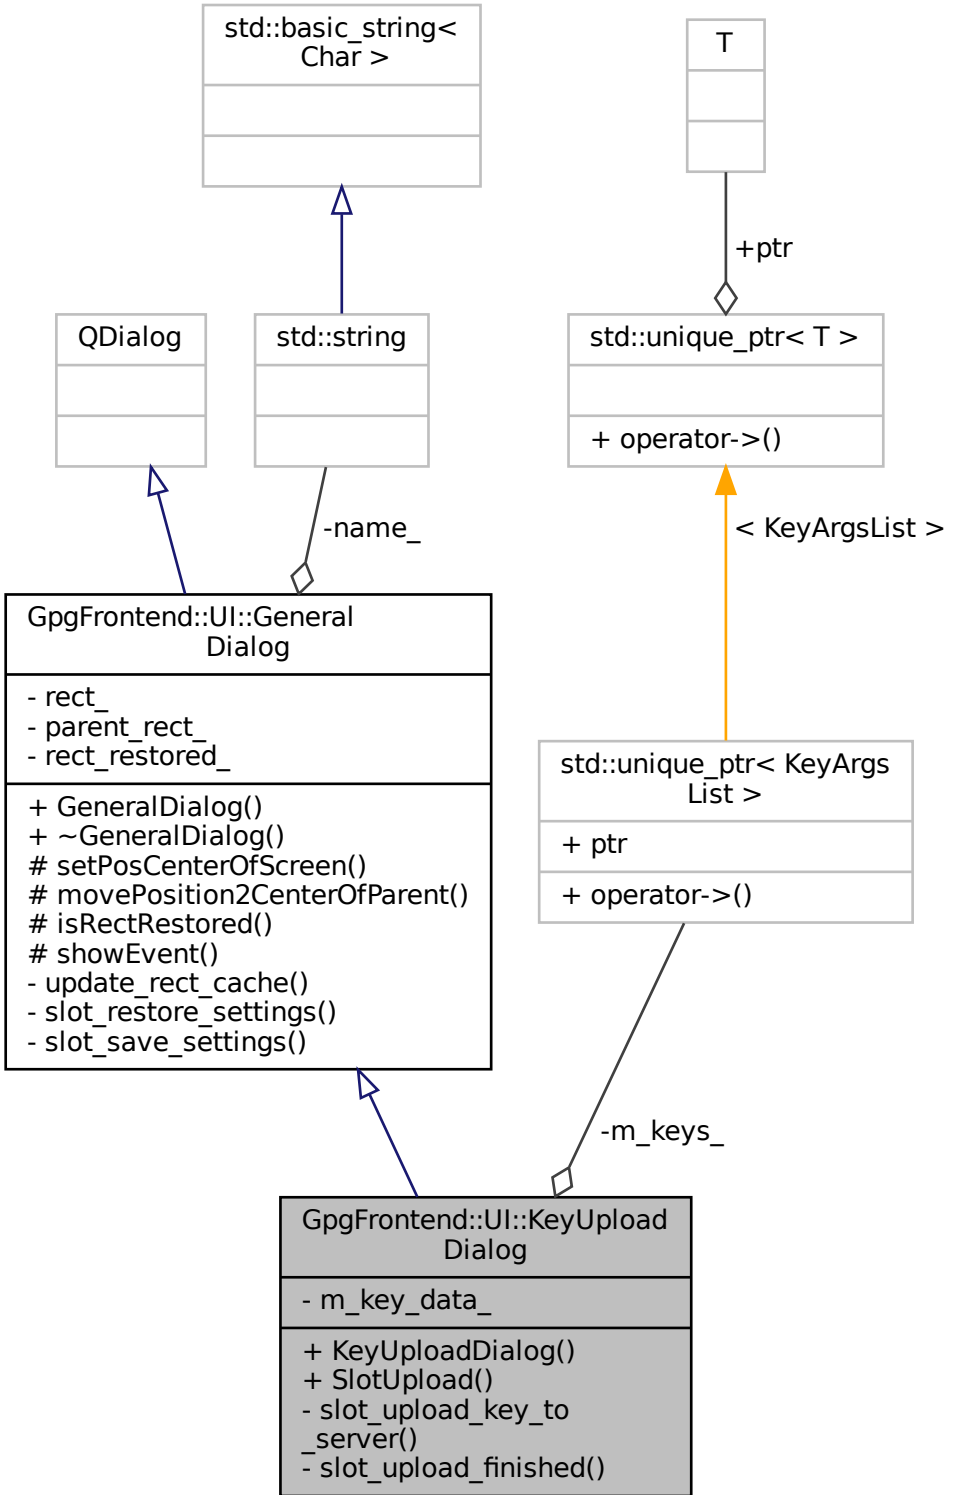 std::basic_string<
Char >
T
+ptr
QDialog
std::string
std::unique_ptr< T >
+ operator->()
-name_
< KeyArgsList >
GpgFrontend::UI::General
Dialog
- rect_
- parent_rect_
- rect_restored_
+ GeneralDialog()
+ ~GeneralDialog()
# setPosCenterOfScreen()
# movePosition2CenterOfParent()
# isRectRestored()
# showEvent()
- update_rect_cache()
- slot_restore_settings()
- slot_save_settings()
std::unique_ptr< KeyArgs
List >
+ ptr
+ operator->()
-m_keys_
GpgFrontend::UI::KeyUpload
Dialog
- m_key_data_
+ KeyUploadDialog()
+ SlotUpload()
- slot_upload_key_to
_server()
- slot_upload_finished()